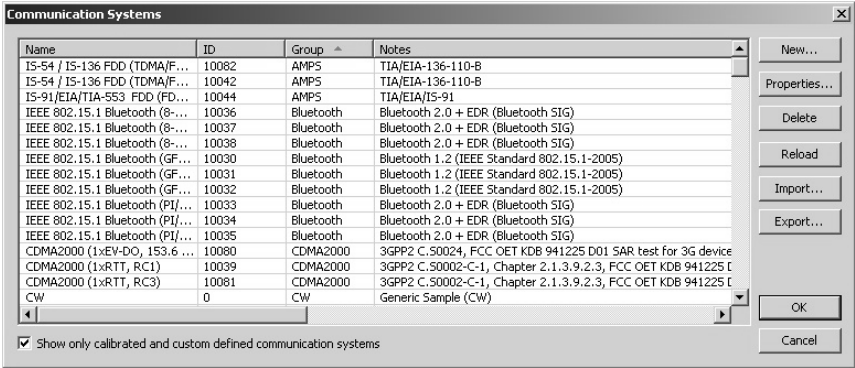 Communication Systems
Name ID Group Notes
IS-54 / IS-136 FDD (TDMA/F... 10082 AMPS TIA/EIA-136-110-B
IS-54 / IS-136 FDD (TDMA/F... 10042 AMPS TIA/EIA-136-110-B
IS-91/EIA/TIA-553 FDD (FD... 10044 AMPS TIA/EIA/IS-91
IEEE 802.15.1 Bluetooth (8-... 10036 Bluetooth Bluetooth 2.0 + EDR (Bluetooth SIG)
IEEE 802.15.1 Bluetooth (8-... 10037 Bluetooth Bluetooth 2.0 + EDR (Bluetooth SIG)
IEEE 802.15.1 Bluetooth (8-... 10038 Bluetooth Bluetooth 2.0 + EDR (Bluetooth SIG)
IEEE 802.15.1 Bluetooth (GF... 10030 Bluetooth Bluetooth 1.2 (IEEE Standard 802.15.1-2005)
IEEE 802.15.1 Bluetooth (GF... 10031 Bluetooth Bluetooth 1.2 (IEEE Standard 802.15.1-2005)
IEEE 802.15.1 Bluetooth (GF... 10032 Bluetooth Bluetooth 1.2 (IEEE Standard 802.15.1-2005)
IEEE 802.15.1 Bluetooth (PI/... 10033 Bluetooth Bluetooth 2.0 + EDR (Bluetooth SIG)
IEEE 802.15.1 Bluetooth (PI/... 10034 Bluetooth Bluetooth 2.0 + EDR (Bluetooth SIG)
IEEE 802.15.1 Bluetooth (PI/... 10035 Bluetooth Bluetooth 2.0 + EDR (Bluetooth SIG)
CDMA2000 (1xEV-DO, 153.6 ... 10080 CDMA2000 3GPP2 C.S0024, FCC OET KDB 941225 D01 SAR test for 3G device
CDMA2000 (1xRTT, RC1) 10039 CDMA2000 3GPP2 C.S0002-C-1, Chapter 2.1.3.9.2.3, FCC OET KDB 941225 D
CDMA2000 (1xRTT, RC3) 10081 CDMA2000 3GPP2 C.S0002-C-1, Chapter 2.1.3.9.2.3, FCC OET KDB 941225 D
CW 0 CW Generic Sample (CW)
Show only calibrated and custom defined communication systems
New...
Properties...
Delete
Reload
Import...
Export...
OK
Cancel